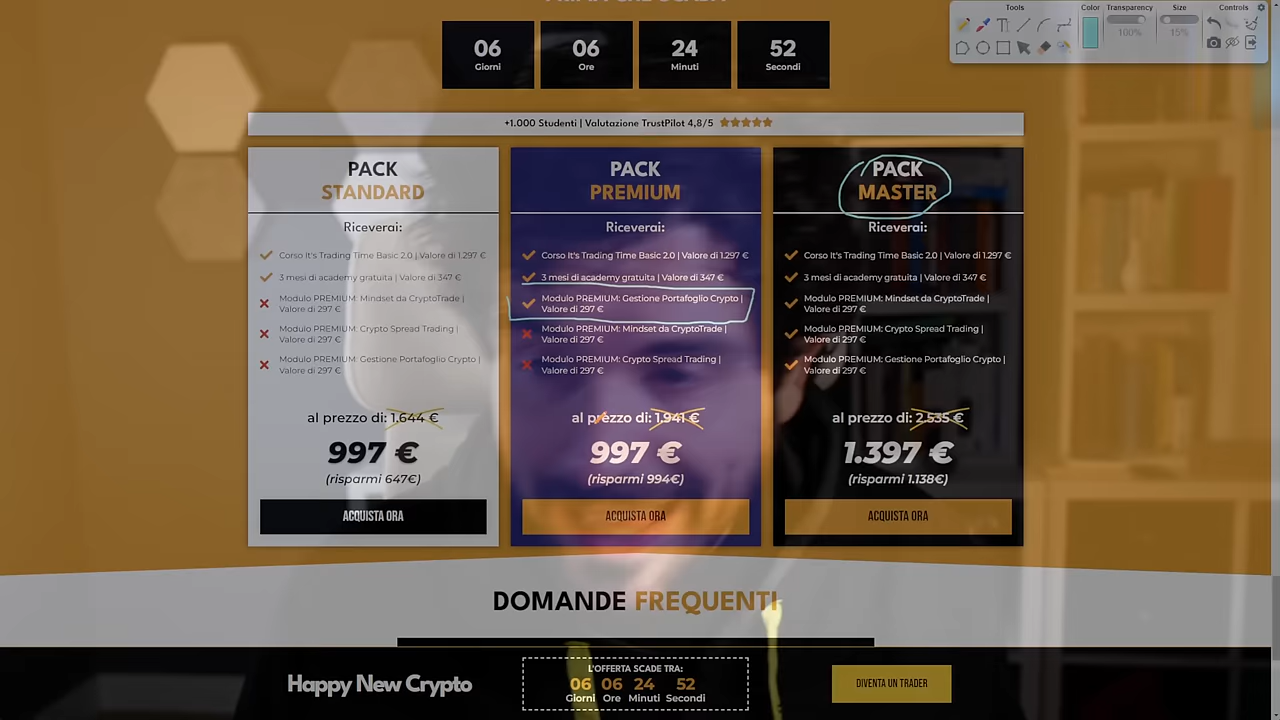 Tools
Color
Transparency
Size
Controls
100%
15%
06
Giorni
06
Ore
24
Minuti
52
Secondi
+1.000 Studenti | Valutazione TrustPilot 4,8/5
PACK
STANDARD
Riceverai:
Corso It's Trading Time Basic 2.0 | Valore di 1.297 €
3 mesi di academy gratuita | Valore di 347 €
Modulo PREMIUM: Mindset da CryptoTrade |
Valore di 297 €
Modulo PREMIUM: Crypto Spread Trading |
Valore di 297 €
Modulo PREMIUM: Gestione Portafoglio Crypto |
Valore di 297 €
al prezzo di: 1.644 €
997 €
(risparmi 647€)
ACQUISTA ORA
PACK
PREMIUM
Riceverai:
Corso It's Trading Time Basic 2.0 | Valore di 1.297 €
3 mesi di academy gratuita | Valore di 347 €
Modulo PREMIUM: Gestione Portafoglio Crypto |
Valore di 297 €
Modulo PREMIUM: Mindset da CryptoTrade |
Valore di 297 €
Modulo PREMIUM: Crypto Spread Trading |
Valore di 297 €
al prezzo di: 1.941 €
997 €
(risparmi 994€)
ACQUISTA ORA
PACK
MASTER
Riceverai:
Corso It's Trading Time Basic 2.0 | Valore di 1.297 €
3 mesi di academy gratuita | Valore di 347 €
Modulo PREMIUM: Mindset da CryptoTrade |
Valore di 297 €
Modulo PREMIUM: Crypto Spread Trading |
Valore di 297 €
Modulo PREMIUM: Gestione Portafoglio Crypto |
Valore di 297 €
al prezzo di: 2.535 €
1.397 €
(risparmi 1.138€)
ACQUISTA ORA
DOMANDE FREQUENTI
Happy New Crypto
L'OFFERTA SCADE TRA:
06 06 24 52
Giorni Ore Minuti Secondi
DIVENTA UN TRADER